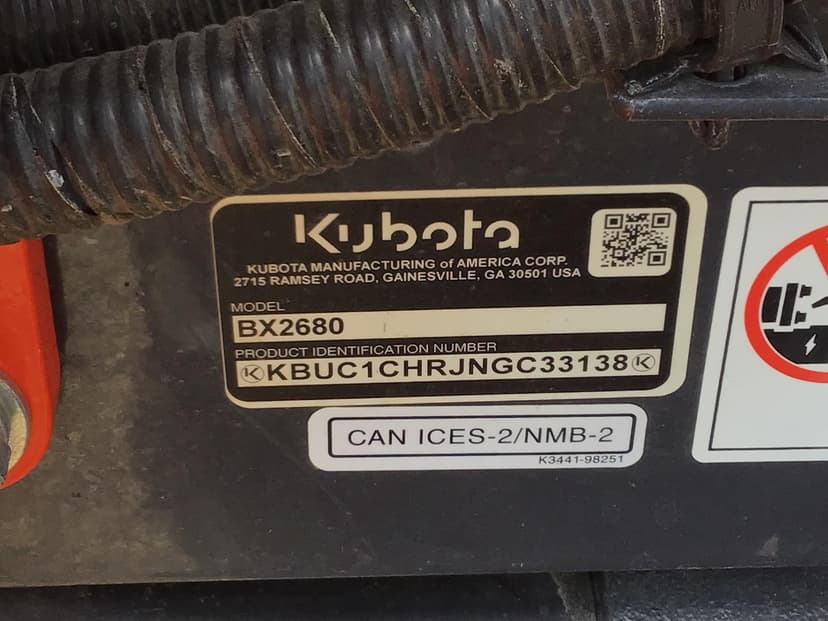 Kubota
KUBOTA MANUFACTURING of AMERICA CORP.
2715 RAMSEY ROAD, GAINESVILLE, GA 30501 USA
MODEL
BX2680
PRODUCT IDENTIFICATION NUMBER
KKBUC1CHRJNGC33138K
CAN ICES-2/NMB-2
K3441-98251